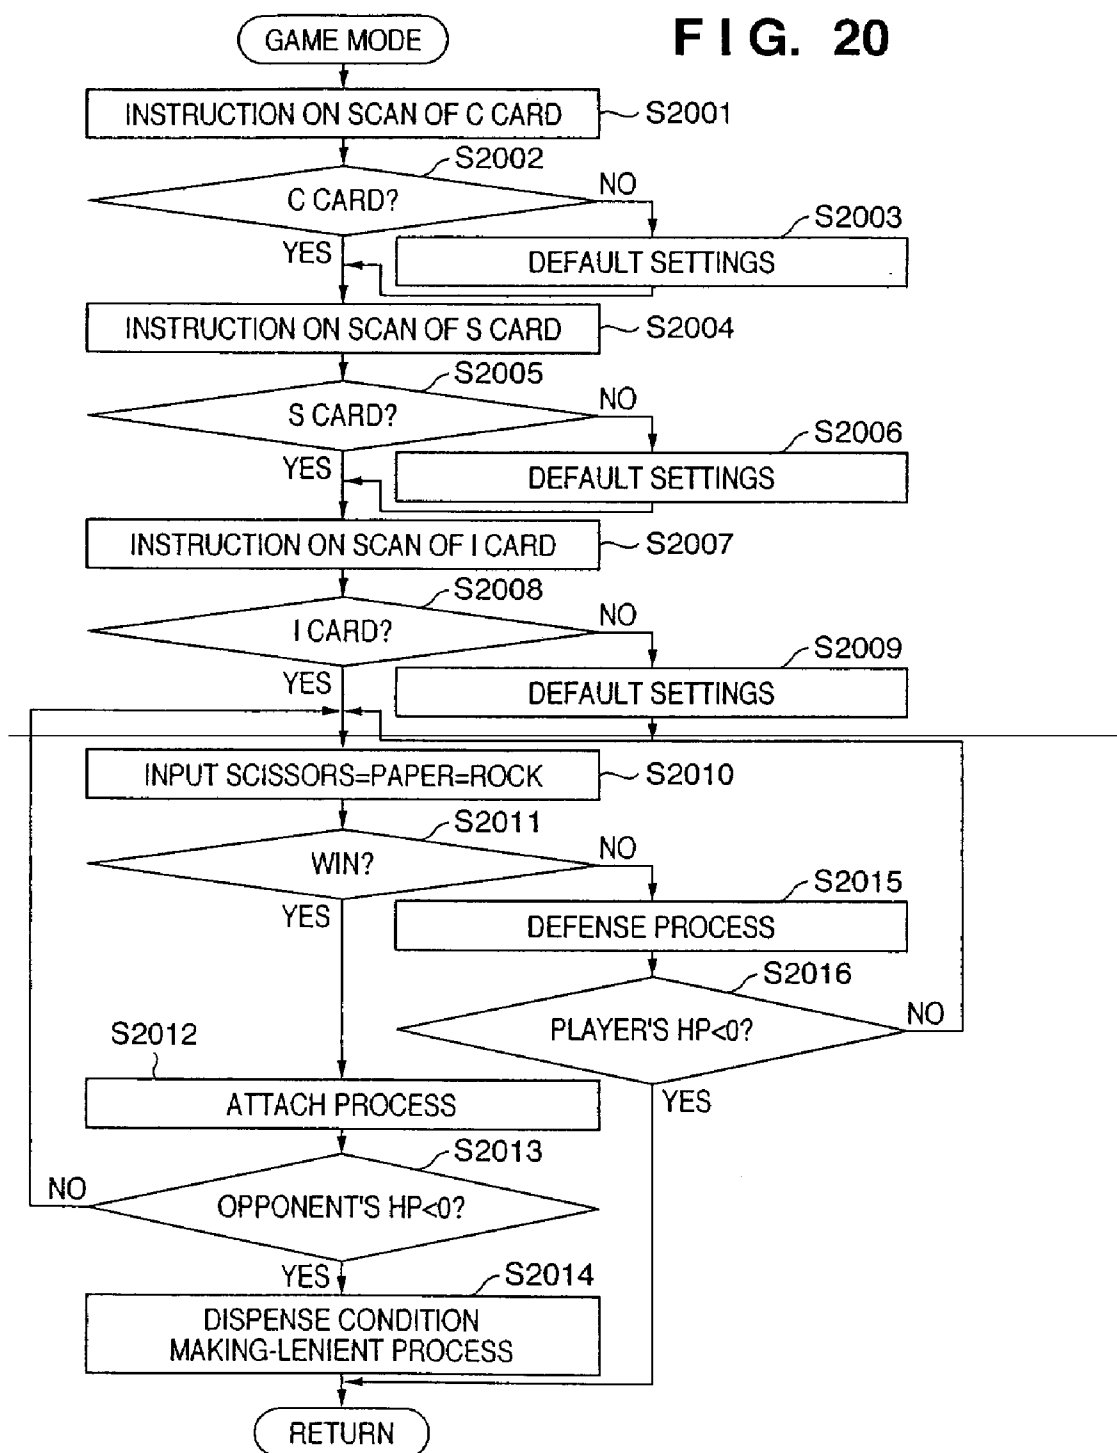 FIG. 20
GAME MODE
INSTRUCTION ON SCAN OF C CARD
S2001
S2002
C CARD?
NO
YES
S2003
DEFAULT SETTINGS
INSTRUCTION ON SCAN OF S CARD
S2004
S2005
S CARD?
NO
YES
S2006
DEFAULT SETTINGS
INSTRUCTION ON SCAN OF I CARD
S2007
S2008
I CARD?
NO
YES
S2009
DEFAULT SETTINGS
INPUT SCISSORS=PAPER=ROCK
S2010
S2011
WIN?
NO
YES
S2015
DEFENSE PROCESS
S2016
PLAYER'S HP<0?
NO
YES
S2012
ATTACH PROCESS
S2013
OPPONENT'S HP<0?
NO
YES
S2014
DISPENSE CONDITION
MAKING-LENIENT PROCESS
RETURN